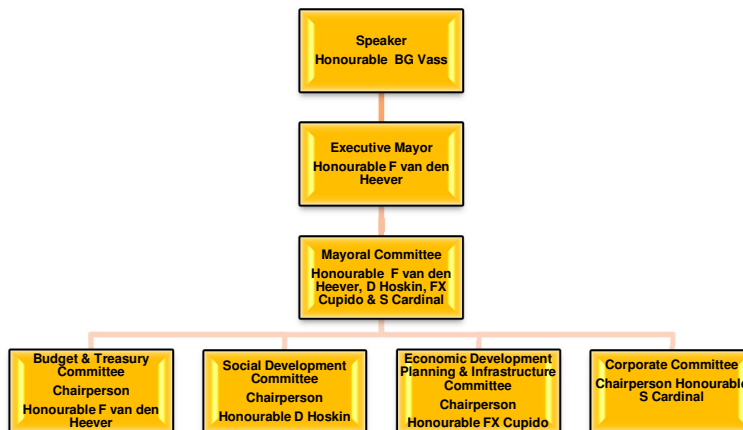 Speaker
Honourable BG Vass
Executive Mayor
Honourable F van den
Heever
Mayoral Committee
Honourable F van den
Heever, D Hoskin, FX
Cupido & S Cardinal
Budget & Treasury
Committee
Chairperson
Honourable F van den
Heever
Social Development
Committee
Chairperson
Honourable D Hoskin
Economic Development
Planning & Infrastructure
Committee
Chairperson
Honourable FX Cupido
Corporate Committee
Chairperson Honourable
S Cardinal